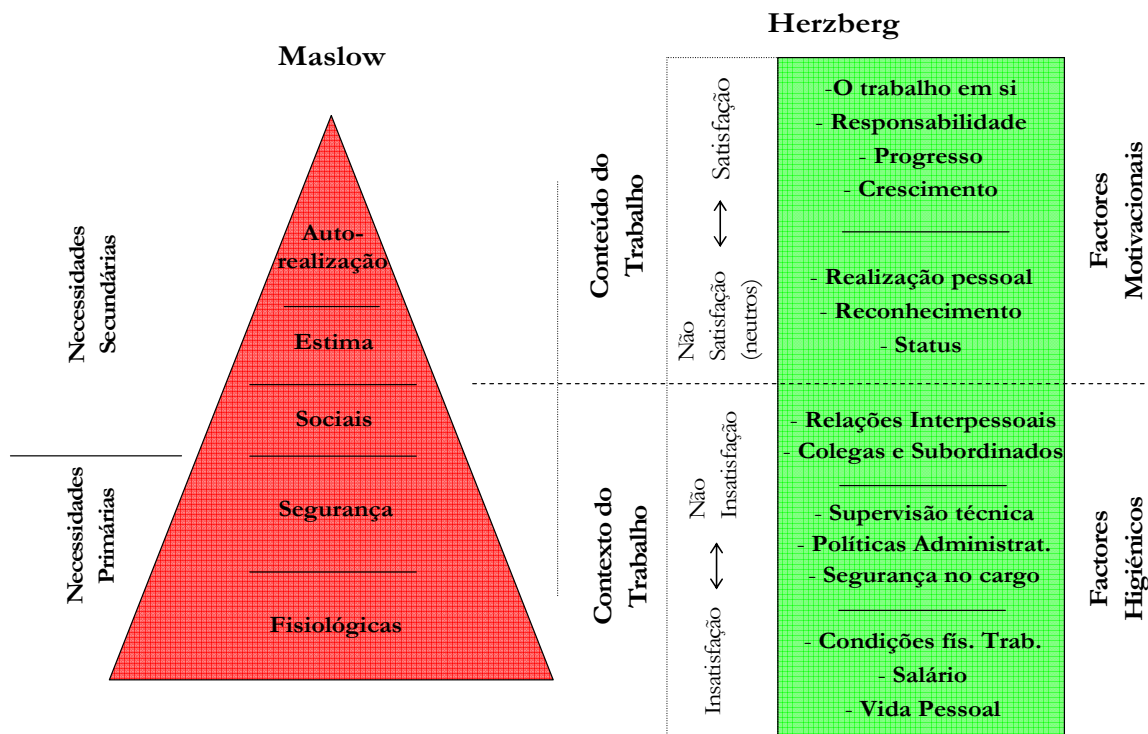 Herzberg
Maslow
Necessidades
Secundárias
Necessidades
Primárias
Auto-
realização
Estima
Sociais
Segurança
Fisiológicas
Conteúdo do
Trabalho
Contexto do
Trabalho
Satisfação
Não
Satisfação
(neutros)
Não
Insatisfação
Insatisfação
-O trabalho em si
- Responsabilidade
- Progresso
- Crescimento
- Realização pessoal
- Reconhecimento
- Status
- Relações Interpessoais
- Colegas e Subordinados
- Supervisão técnica
- Políticas Administrat.
- Segurança no cargo
- Condições fís. Trab.
- Salário
- Vida Pessoal
Factores
Motivacionais
Factores
Higiénicos